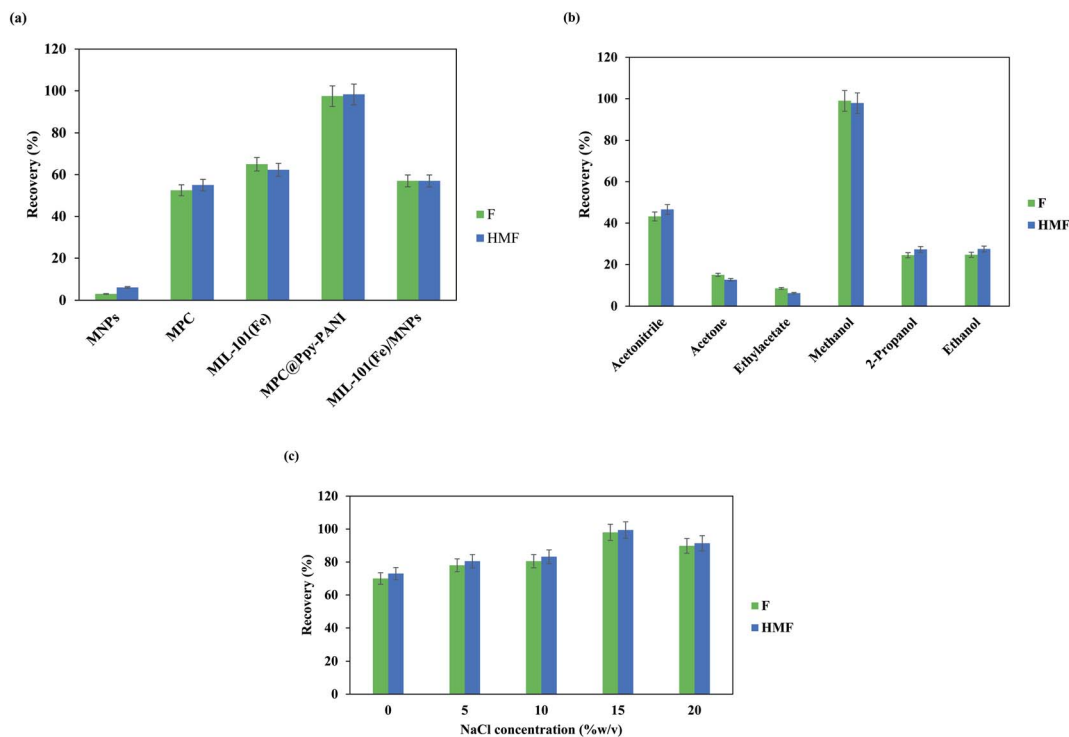 (a)
120
100
80
60
40
20
0
Recovery (%)
MNPs
MPC
MIL-101(Fe)
MPC@Ppy-PANI
MIL-101(Fe)/MNPs
F
HMF
(b)
120
100
80
60
40
20
0
Recovery (%)
Acetonitrile
Acetone
Ethylacetate
Methanol
2-Propanol
Ethanol
F
HMF
(c)
120
100
80
60
40
20
0
Recovery (%)
0 5 10 15 20
NaCl concentration (%w/v)
F
HMF